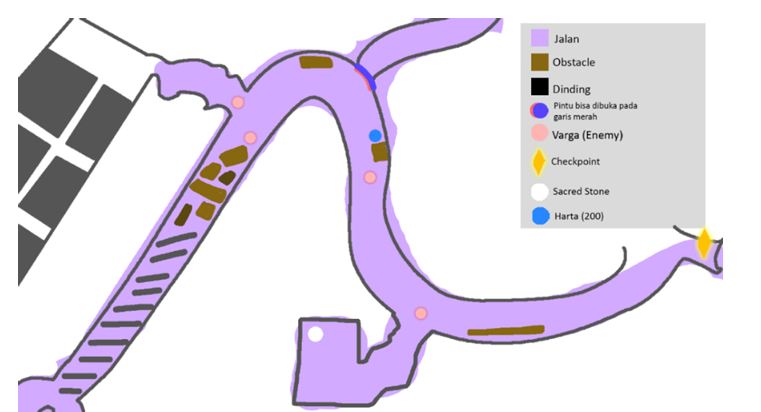 Jalan
Obstacle
Dinding
Pintu bisa dibuka pada
garis merah
Varga (Enemy)
Checkpoint
Sacred Stone
Harta (200)